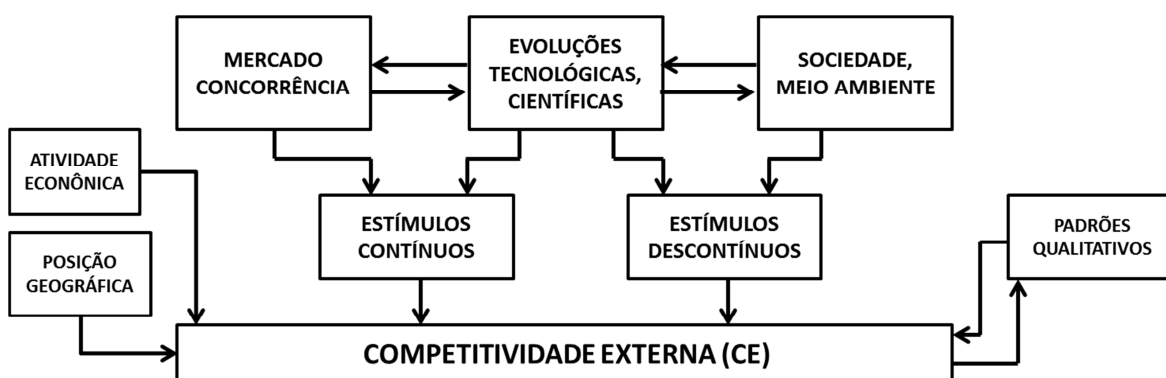 MERCADO
CONCORRÊNCIA
EVOLUÇÕES
TECNOLÓGICAS,
CIENTÍFICAS
SOCIEDADE,
MEIO AMBIENTE
ATIVIDADE
ECONÔNICA
POSIÇÃO
GEOGRÁFICA
ESTÍMULOS
CONTÍNUOS
ESTÍMULOS
DESCONTÍNUOS
PADRÕES
QUALITATIVOS
COMPETITIVIDADE EXTERNA (CE)